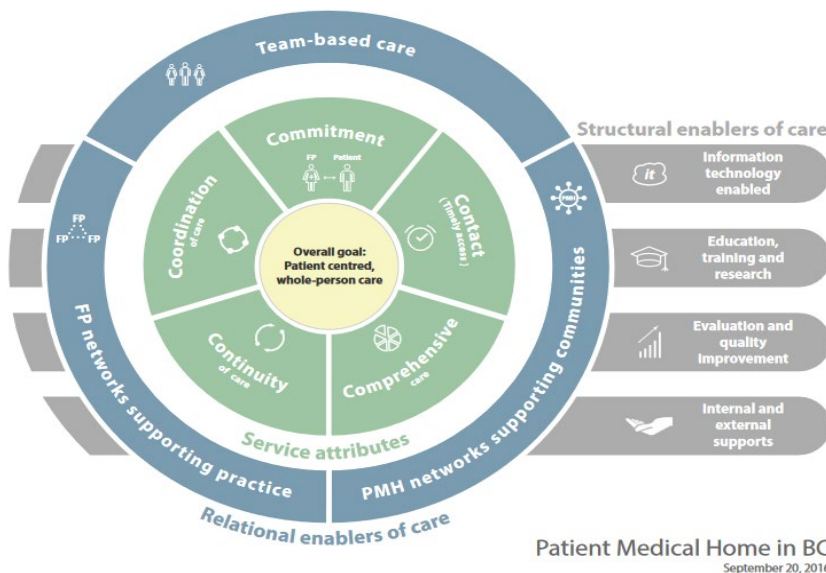 Team-based care
Structural enablers of care
Commitment
FP
Patient
Information
technology
enabled
it
PMH
Coordination
of care
Contact
(Timely access)
FP
FP
FP
Overall goal:
Patient centred,
whole-person care
Education,
training and
research
Continuity
of care
Comprehensive
care
Evaluation and
quality
Improvement
FP networks supporting practice
PMH networks supporting communities
Internal and
external
supports
Service attributes
Relational enablers of care
Patient Medical Home in BC
September 20, 2016